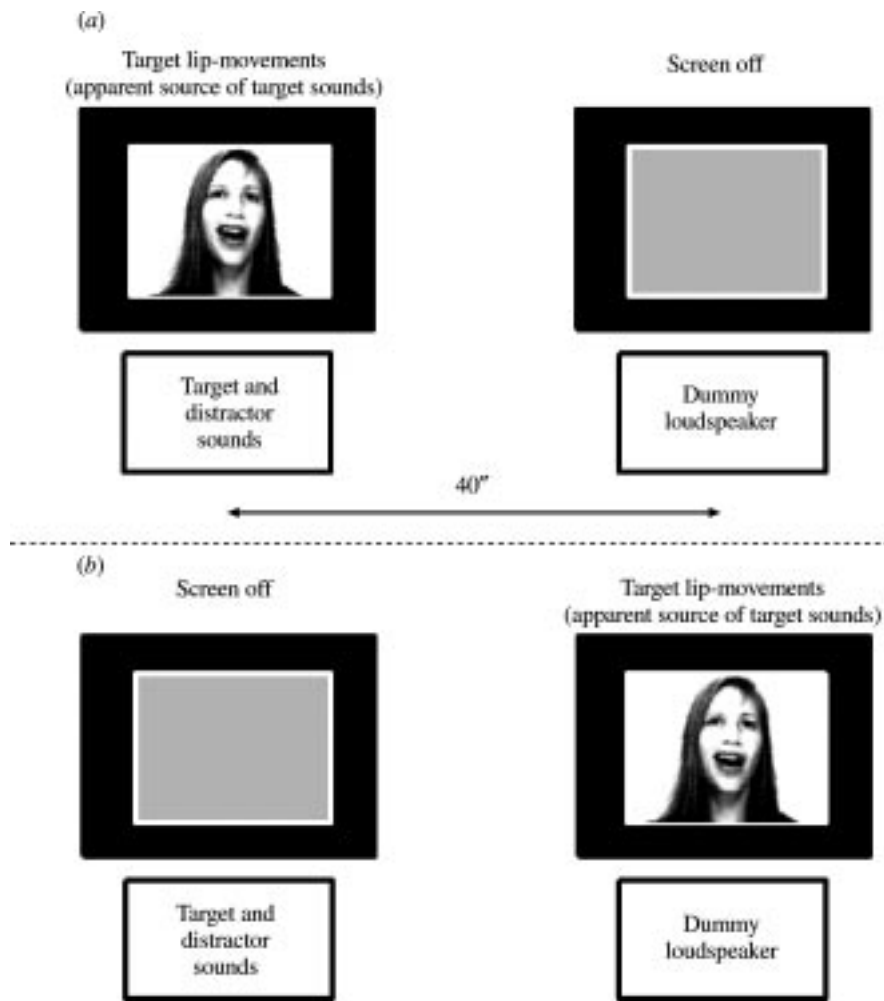 (a)
Target lip-movements
(apparent source of target sounds)
Screen off
Target and
distractor
sounds
Dummy
loudspeaker
40″
(b)
Screen off
Target lip-movements
(apparent source of target sounds)
Target and
distractor
sounds
Dummy
loudspeaker